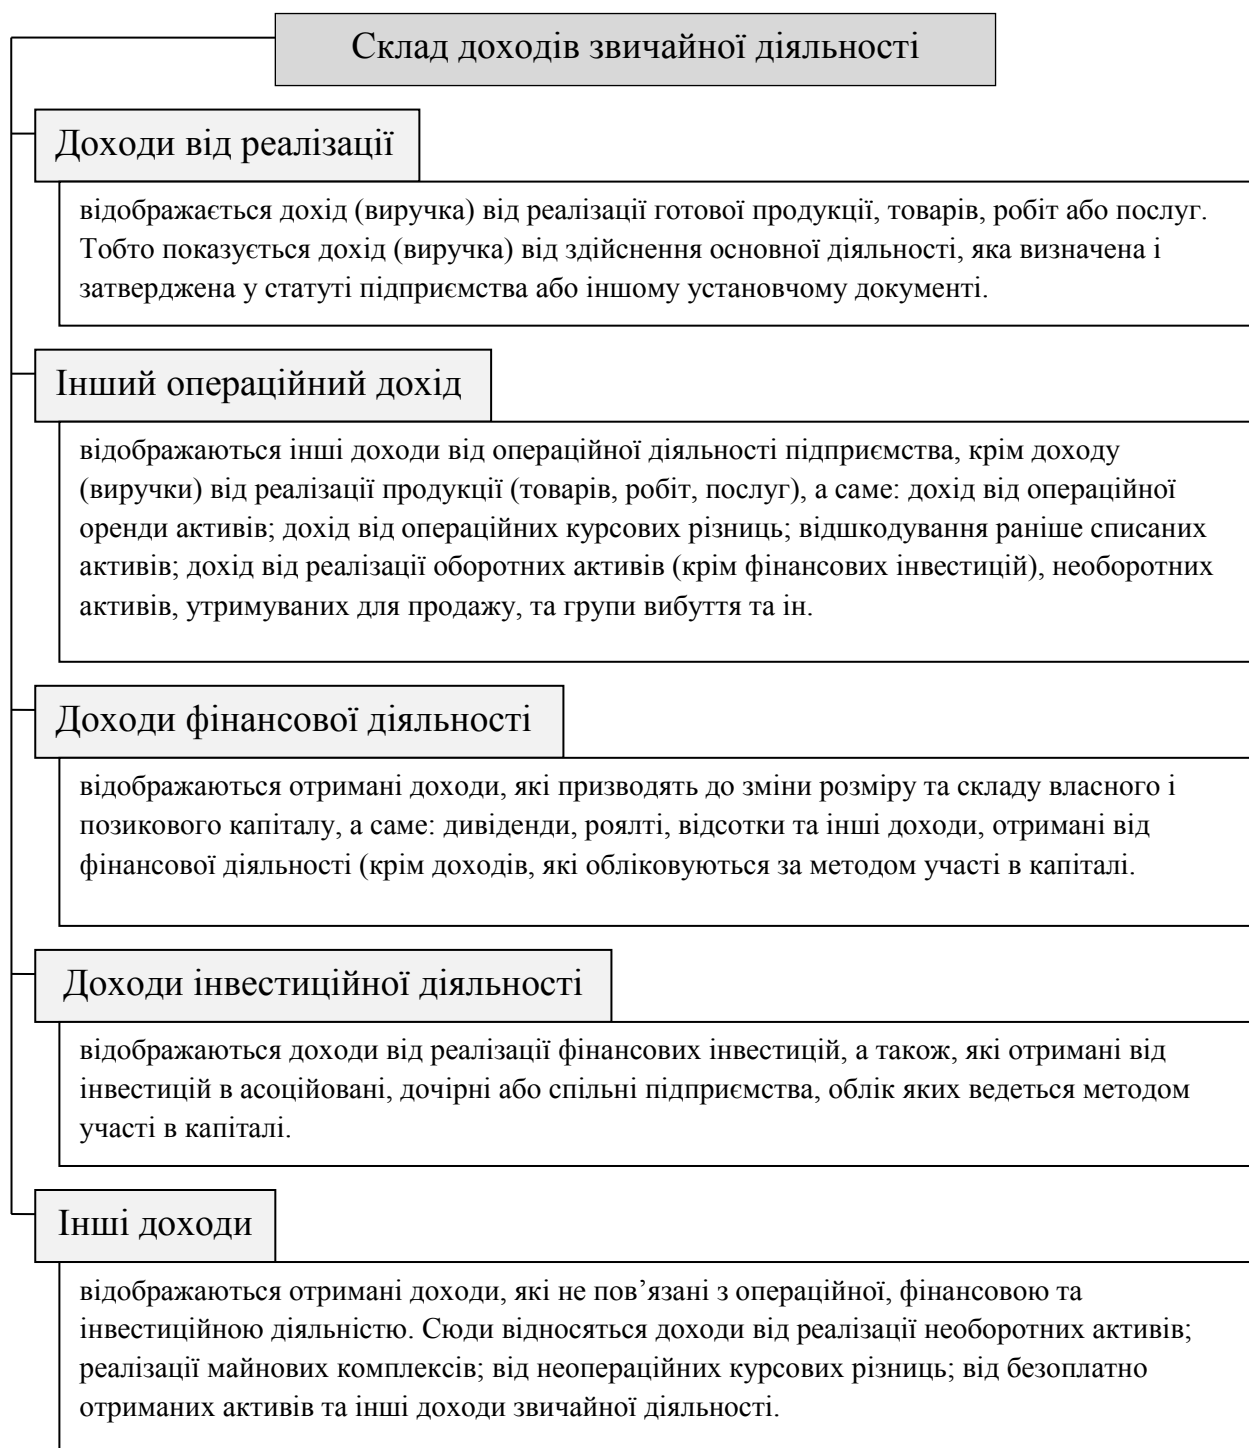 Склад доходів звичайної діяльності
Доходи від реалізації
відображається дохід (виручка) від реалізації готової продукції, товарів, робіт або послуг.
Тобто показується дохід (виручка) від здійснення основної діяльності, яка визначена і
затверджена у статуті підприємства або іншому установчому документі.
Інший операційний дохід
відображаються інші доходи від операційної діяльності підприємства, крім доходу
(виручки) від реалізації продукції (товарів, робіт, послуг), а саме: дохід від операційної
оренди активів; дохід від операційних курсових різниць; відшкодування раніше списаних
активів; дохід від реалізації оборотних активів (крім фінансових інвестицій), необоротних
активів, утримуваних для продажу, та групи вибуття та ін.
Доходи фінансової діяльності
відображаються отримані доходи, які призводять до зміни розміру та складу власного і
позикового капіталу, а саме: дивіденди, роялті, відсотки та інші доходи, отримані від
фінансової діяльності (крім доходів, які обліковуються за методом участі в капіталі.
Доходи інвестиційної діяльності
відображаються доходи від реалізації фінансових інвестицій, а також, які отримані від
інвестицій в асоційовані, дочірні або спільні підприємства, облік яких ведеться методом
участі в капіталі.
Інші доходи
відображаються отримані доходи, які не пов’язані з операційної, фінансовою та
інвестиційною діяльністю. Сюди відносяться доходи від реалізації необоротних активів;
реалізації майнових комплексів; від неопераційних курсових різниць; від безоплатно
отриманих активів та інші доходи звичайної діяльності.